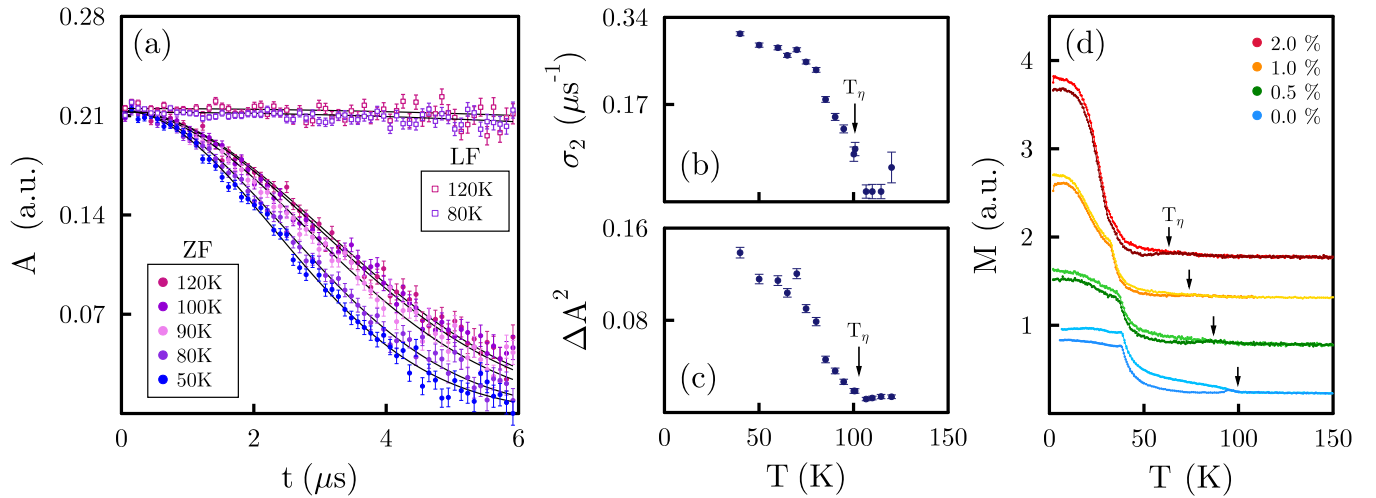 (a)
0.28
0.21
0.14
0.07
A (a.u.)
LF
120K
80K
ZF
120K
100K
90K
80K
50K
0 2 4 6
t (μs)
(b)
0.34
0.17
σ₂ (μs⁻¹)
Tη
(c)
0.16
0.08
ΔA²
Tη
0 50 100 150
T (K)
(d)
4
3
2
1
M (a.u.)
2.0 %
1.0 %
0.5 %
0.0 %
Tη
0 50 100 150
T (K)